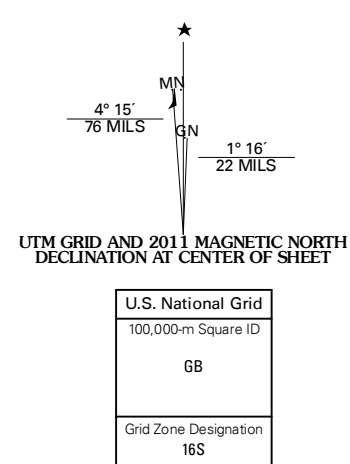 ★
MN
4° 15´
76 MILS
GN
1° 16´
22 MILS
UTM GRID AND 2011 MAGNETIC NORTH
DECLINATION AT CENTER OF SHEET
U.S. National Grid
100,000-m Square ID
GB
Grid Zone Designation
16S